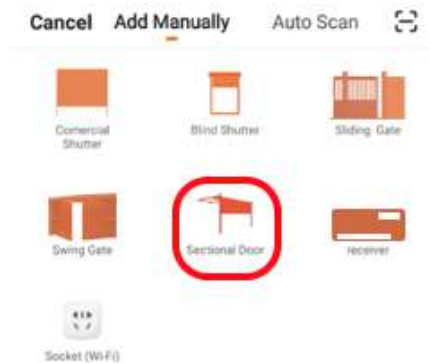 Cancel Add Manually Auto Scan
Comercial Shutter
Blind Shutter
Sliding Gate
Swing Gate
Sectional Door
receiver
Socket (Wi-Fi)